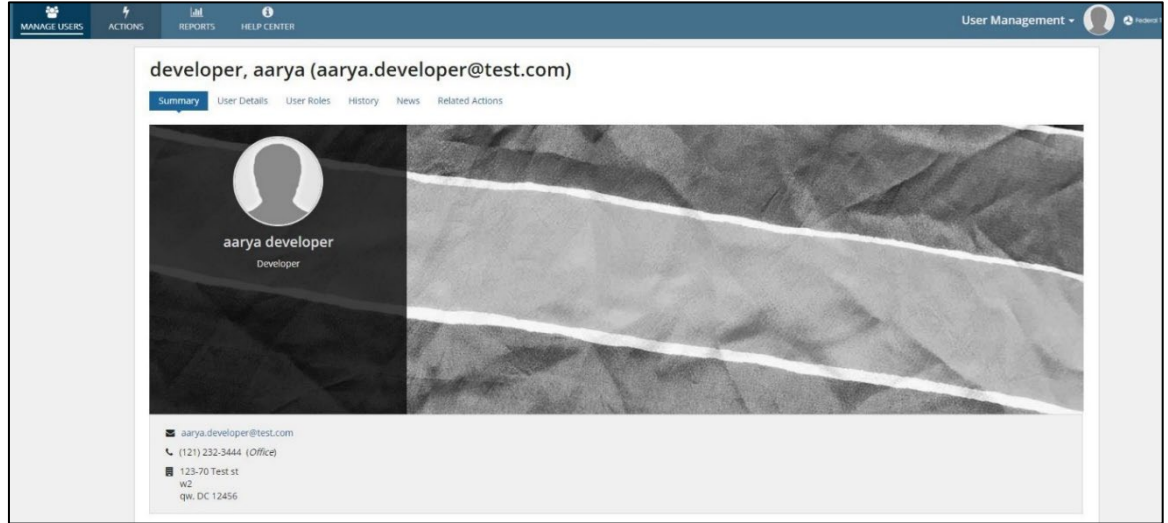 MANAGE USERS ACTIONS REPORTS HELP CENTER User Management Federal
developer, aarya (aarya.developer@test.com)
Summary User Details User Roles History News Related Actions
aarya developer
Developer
aarya.developer@test.com
(121) 232-3444 (Office)
123-70 Test st
w2
qw, DC 12456